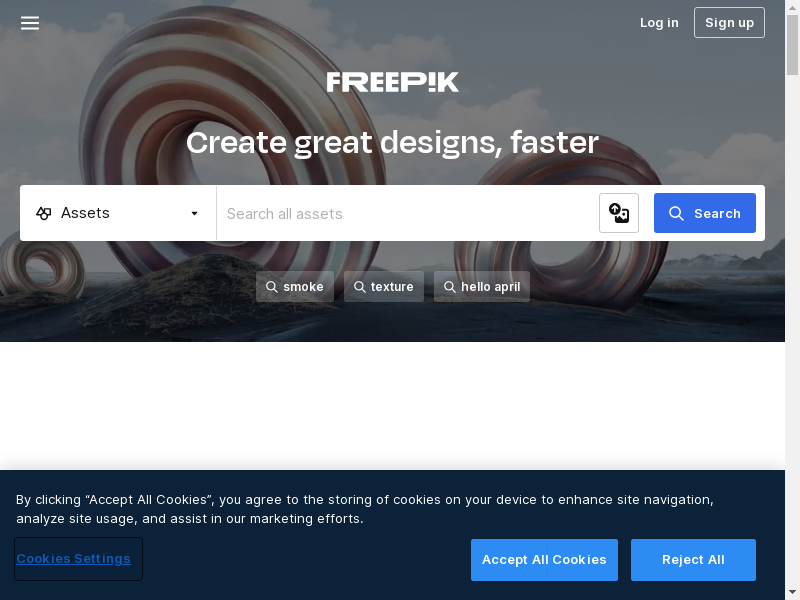 Log in
Sign up
FREEPIK
Create great designs, faster
Assets
Search all assets
Search
smoke
texture
hello april
By clicking “Accept All Cookies”, you agree to the storing of cookies on your device to enhance site navigation,
analyze site usage, and assist in our marketing efforts.
Cookies Settings
Accept All Cookies
Reject All